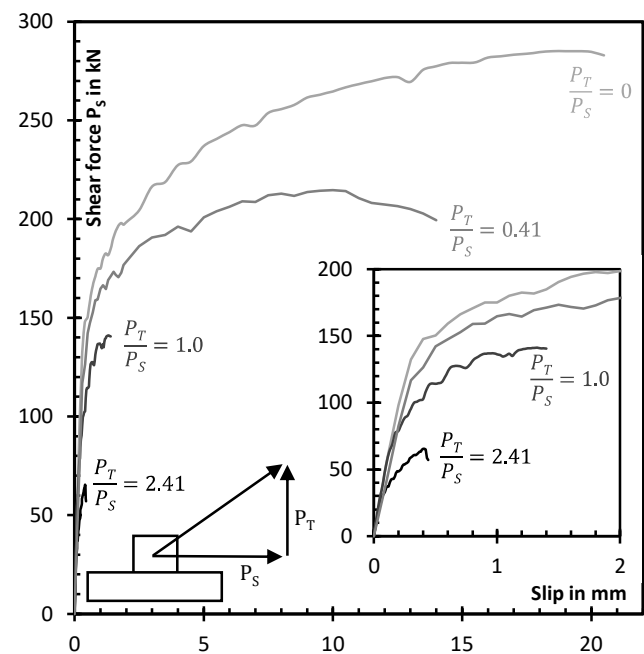 300
250
200
150
100
50
0
0
5
10
15
20
Shear force P_S in kN
P_T/P_S = 0
P_T/P_S = 0.41
P_T/P_S = 1.0
P_T/P_S = 2.41
P_T
P_S
200
150
100
50
0
0
1
2
Slip in mm
P_T/P_S = 1.0
P_T/P_S = 2.41